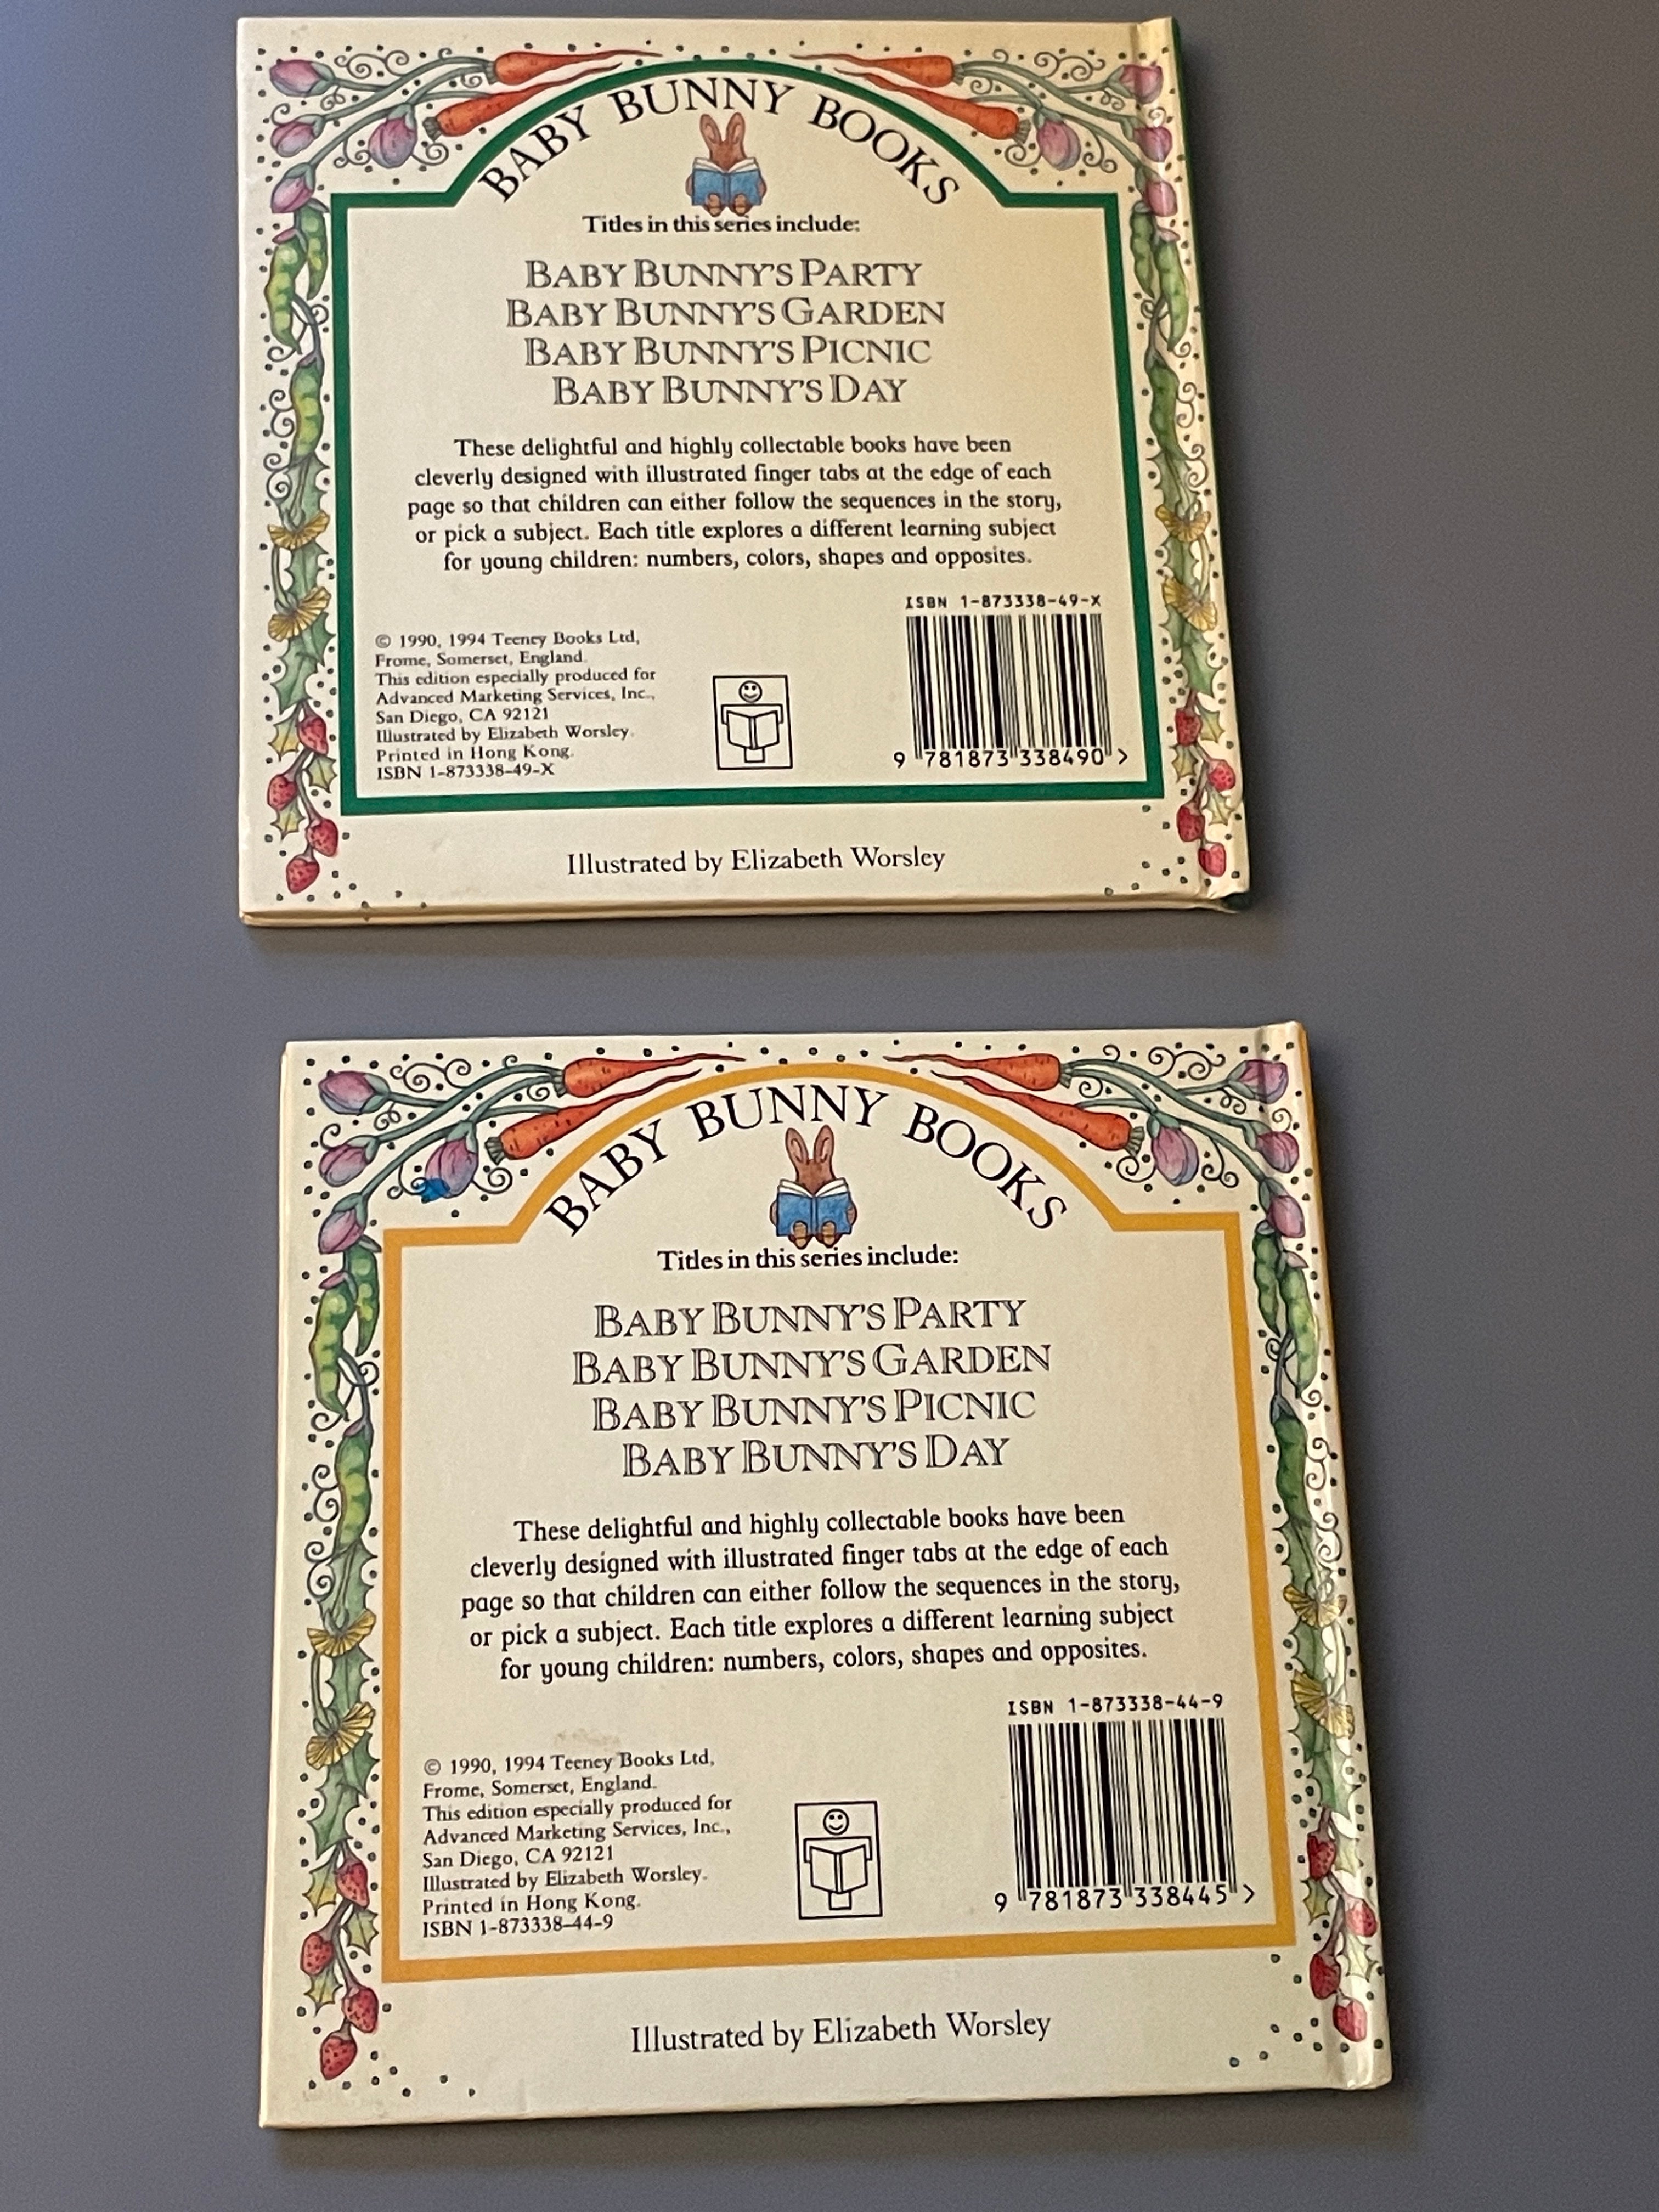 BABY BUNNY BOOKS
Titles in this series include:
BABY BUNNY'S PARTY
BABY BUNNY'S GARDEN
BABY BUNNY'S PICNIC
BABY BUNNY'S DAY
These delightful and highly collectable books have been
cleverly designed with illustrated finger tabs at the edge of each
page so that children can either follow the sequences in the story,
or pick a subject. Each title explores a different learning subject
for young children: numbers, colors, shapes and opposites.
ISBN 1-873338-49-X
© 1990, 1994 Teeney Books Ltd,
Frome, Somerset, England.
This edition especially produced for
Advanced Marketing Services, Inc.,
San Diego, CA 92121
Illustrated by Elizabeth Worsley.
Printed in Hong Kong.
ISBN 1-873338-49-X
9 781873 338490 >
Illustrated by Elizabeth Worsley
BABY BUNNY BOOKS
Titles in this series include:
BABY BUNNY'S PARTY
BABY BUNNY'S GARDEN
BABY BUNNY'S PICNIC
BABY BUNNY'S DAY
These delightful and highly collectable books have been
cleverly designed with illustrated finger tabs at the edge of each
page so that children can either follow the sequences in the story,
or pick a subject. Each title explores a different learning subject
for young children: numbers, colors, shapes and opposites.
ISBN 1-873338-44-9
© 1990, 1994 Teeney Books Ltd,
Frome, Somerset, England.
This edition especially produced for
Advanced Marketing Services, Inc.,
San Diego, CA 92121
Illustrated by Elizabeth Worsley.
Printed in Hong Kong.
ISBN 1-873338-44-9
9 781873 338445 >
Illustrated by Elizabeth Worsley